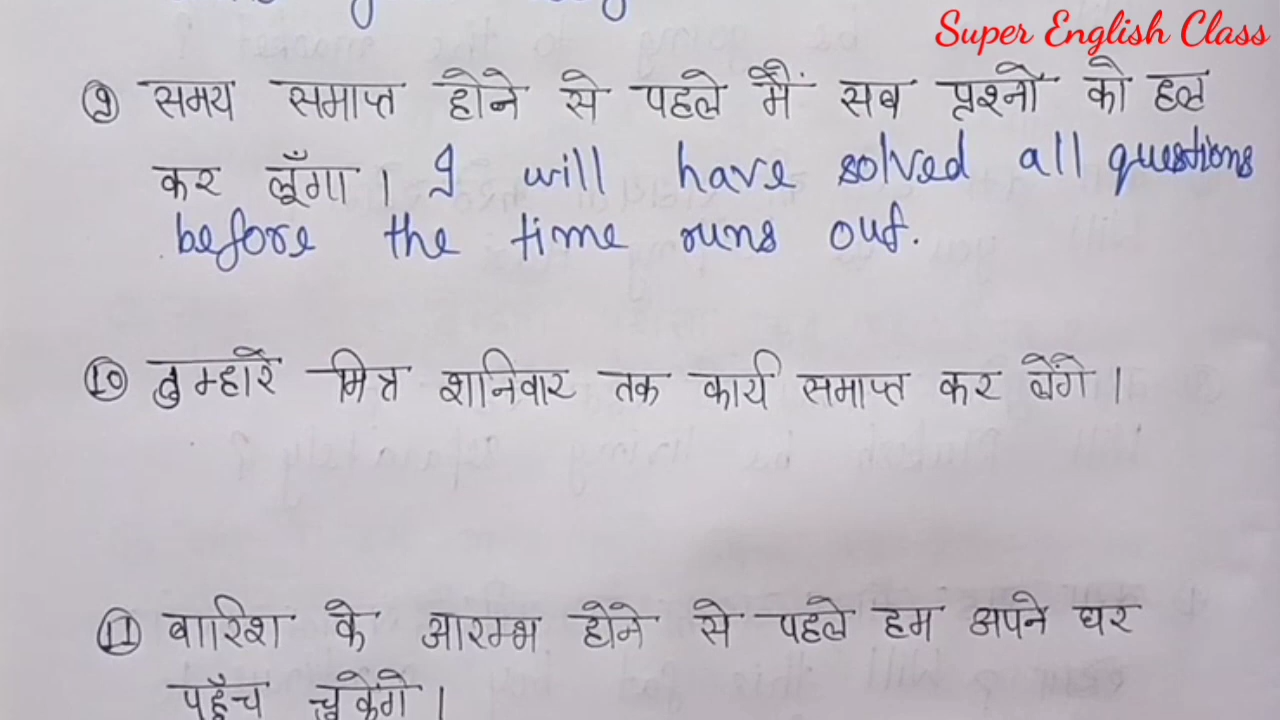 Super English Class
9 समय समाप्त होने से पहले मैं सब प्रश्नों को हल
कर लूँगा। I will have solved all questions
before the time runs out.
10 तुम्हारे मित्र शनिवार तक कार्य समाप्त कर लेंगे।
11 बारिश के आरम्भ होने से पहले हम अपने घर
पहुँच चुकेंगे।